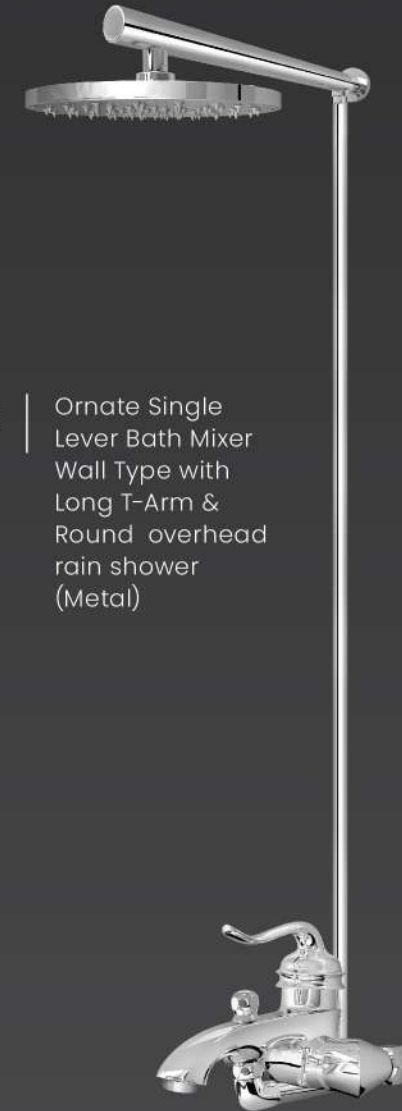 Ornate Single
Lever Bath Mixer
Wall Type with
Long T-Arm &
Round overhead
rain shower
(Metal)